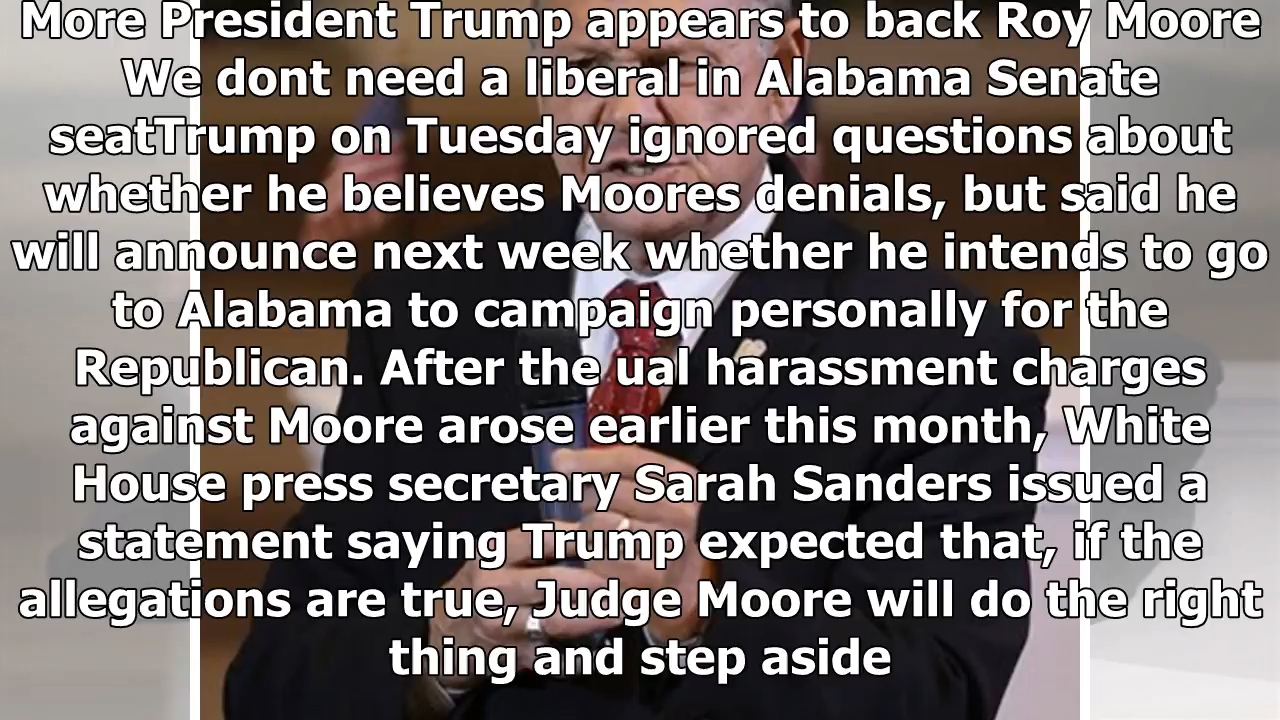 More President Trump appears to back Roy Moore
We dont need a liberal in Alabama Senate
seatTrump on Tuesday ignored questions about
whether he believes Moores denials, but said he
will announce next week whether he intends to go
to Alabama to campaign personally for the
Republican. After the ual harassment charges
against Moore arose earlier this month, White
House press secretary Sarah Sanders issued a
statement saying Trump expected that, if the
allegations are true, Judge Moore will do the right
thing and step aside